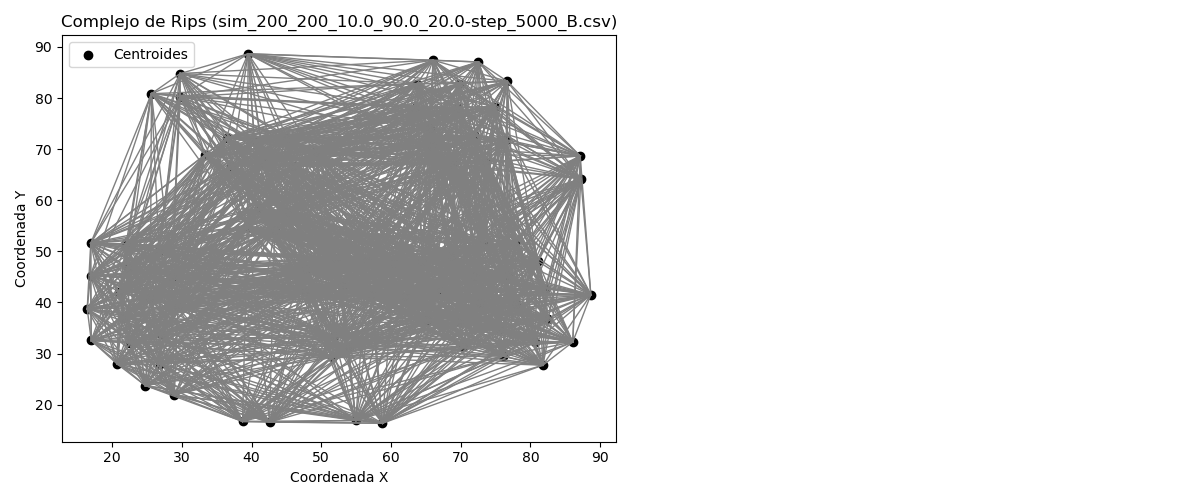 Complejo de Rips (sim_200_200_10.0_90.0_20.0-step_5000_B.csv)
Centroides
90
80
70
60
50
40
30
20
Coordenada Y
20 30 40 50 60 70 80 90
Coordenada X